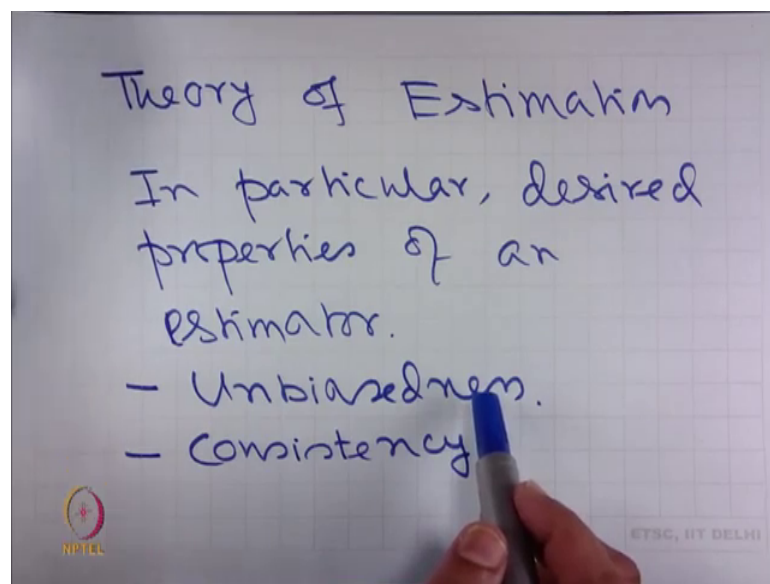 Theory of Estimation
In particular, desired
properties of an
estimator.
- Unbiasedness.
- Consistency
NPTEL
ETSC, IIT DELHI